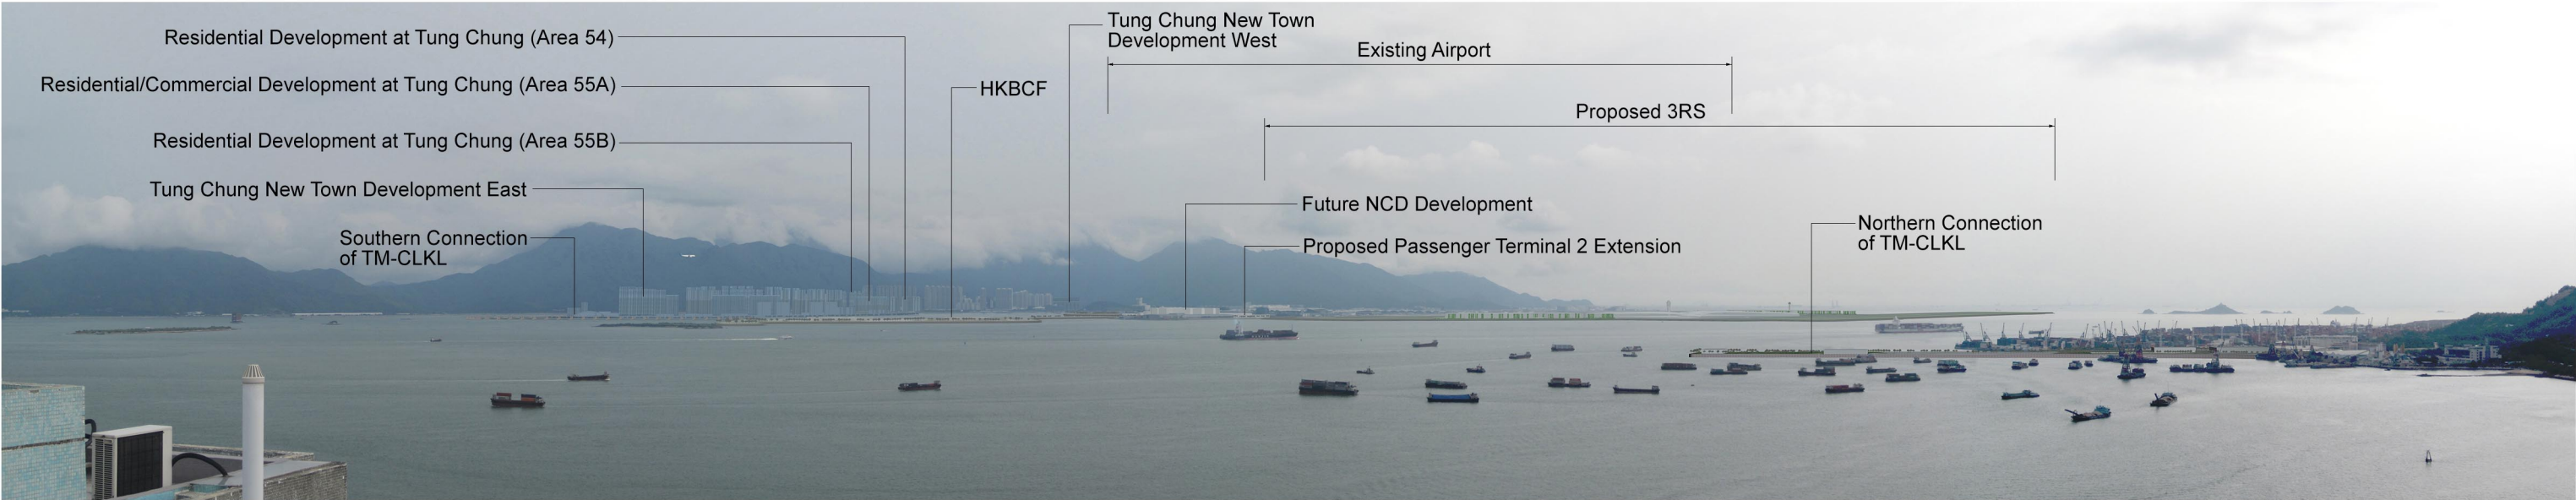 Residential Development at Tung Chung (Area 54)
Residential/Commercial Development at Tung Chung (Area 55A)
Residential Development at Tung Chung (Area 55B)
Tung Chung New Town Development East
Southern Connection
of TM-CLKL
HKBCF
Tung Chung New Town
Development West
Existing Airport
Proposed 3RS
Future NCD Development
Proposed Passenger Terminal 2 Extension
Northern Connection
of TM-CLKL